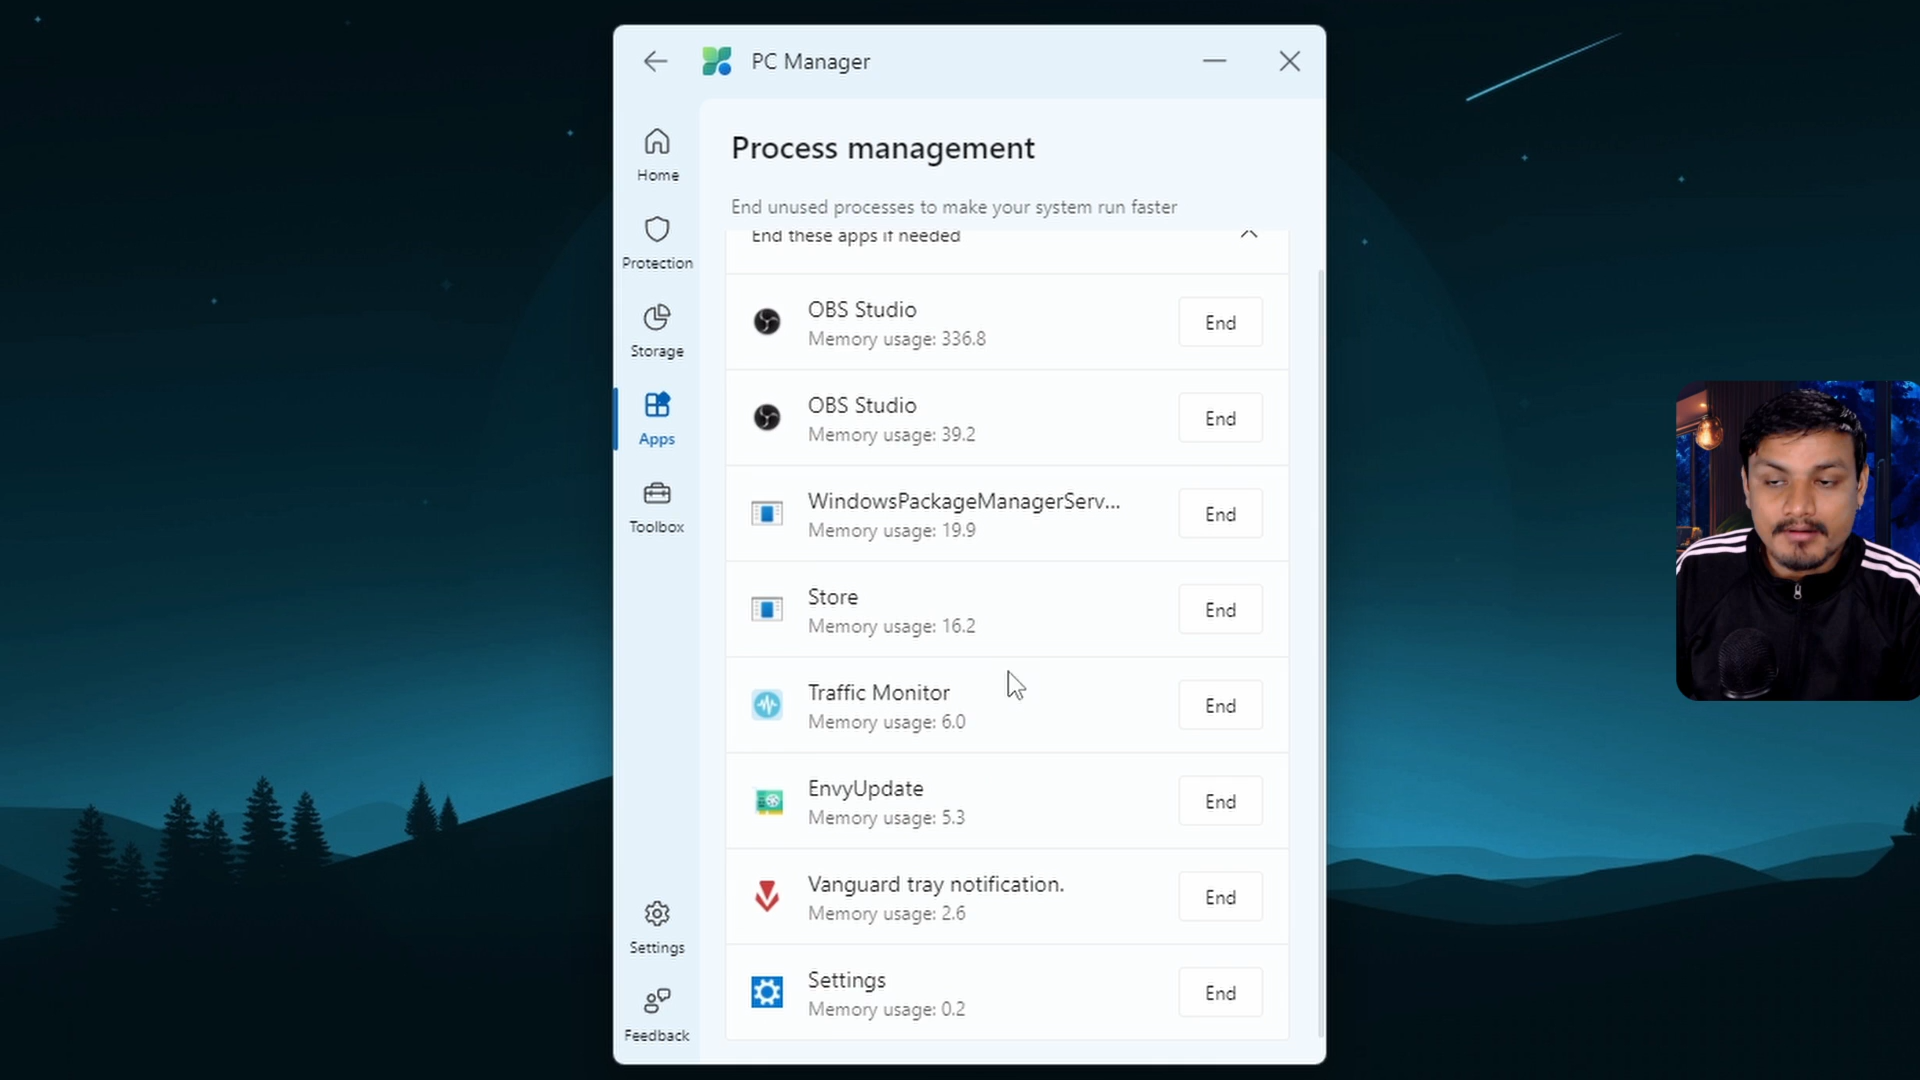 PC Manager
Home
Protection
Storage
Apps
Toolbox
Settings
Feedback
Process management
End unused processes to make your system run faster
End these apps if needed
OBS Studio
Memory usage: 336.8
End
OBS Studio
Memory usage: 39.2
End
WindowsPackageManagerServ...
Memory usage: 19.9
End
Store
Memory usage: 16.2
End
Traffic Monitor
Memory usage: 6.0
End
EnvyUpdate
Memory usage: 5.3
End
Vanguard tray notification.
Memory usage: 2.6
End
Settings
Memory usage: 0.2
End